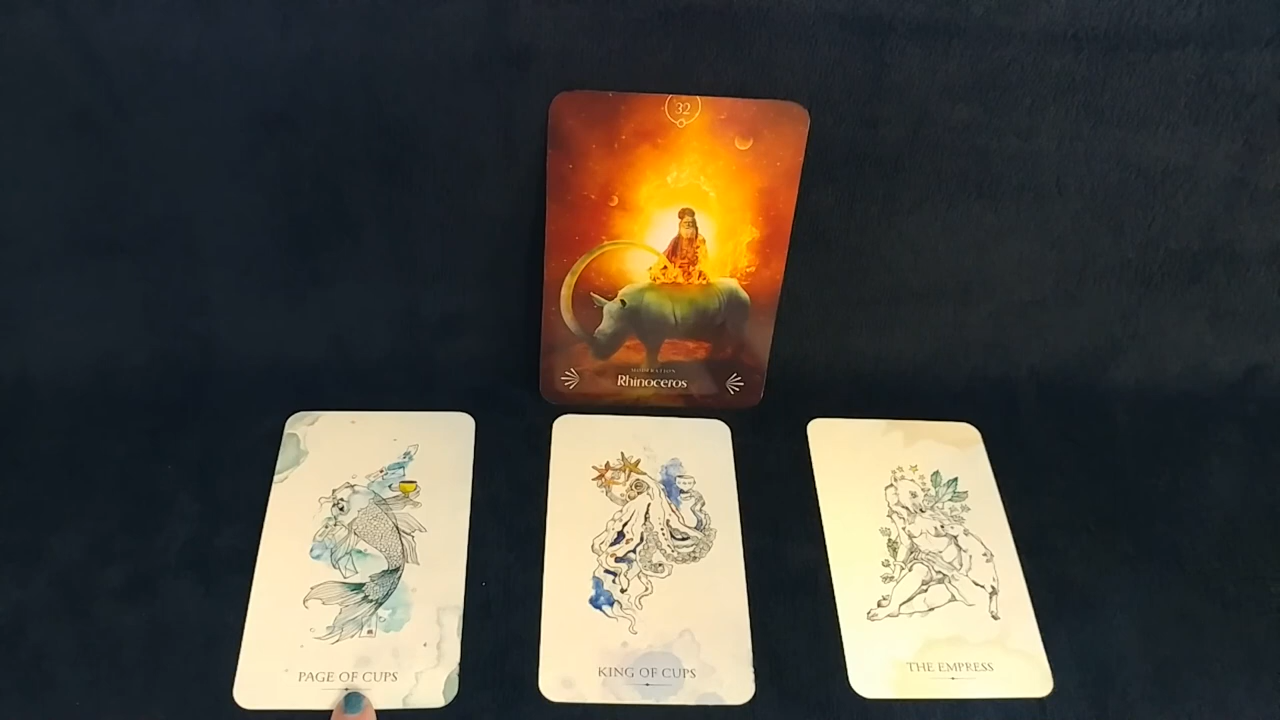 32
MODERATION
Rhinoceros
PAGE OF CUPS
KING OF CUPS
THE EMPRESS